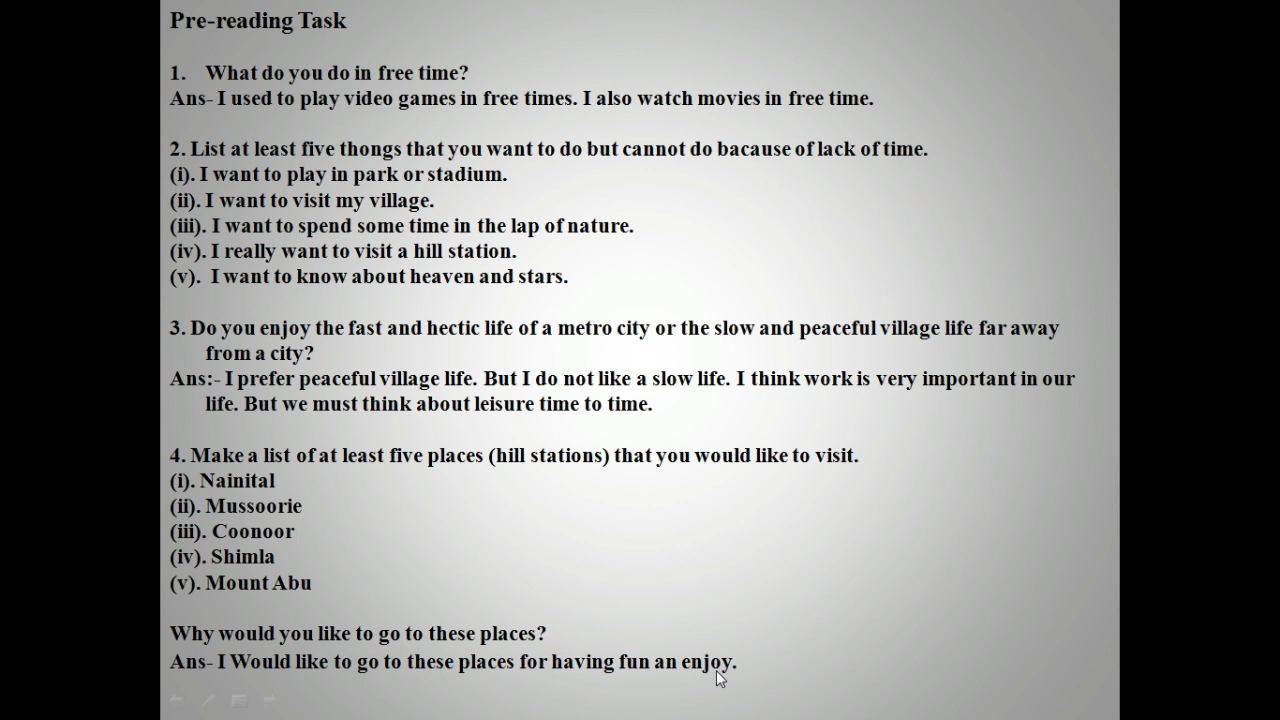 Pre-reading Task
1. What do you do in free time?
Ans- I used to play video games in free times. I also watch movies in free time.
2. List at least five thongs that you want to do but cannot do bacause of lack of time.
(i). I want to play in park or stadium.
(ii). I want to visit my village.
(iii). I want to spend some time in the lap of nature.
(iv). I really want to visit a hill station.
(v). I want to know about heaven and stars.
3. Do you enjoy the fast and hectic life of a metro city or the slow and peaceful village life far away
from a city?
Ans:- I prefer peaceful village life. But I do not like a slow life. I think work is very important in our
life. But we must think about leisure time to time.
4. Make a list of at least five places (hill stations) that you would like to visit.
(i). Nainital
(ii). Mussoorie
(iii). Coonoor
(iv). Shimla
(v). Mount Abu
Why would you like to go to these places?
Ans- I Would like to go to these places for having fun an enjoy.